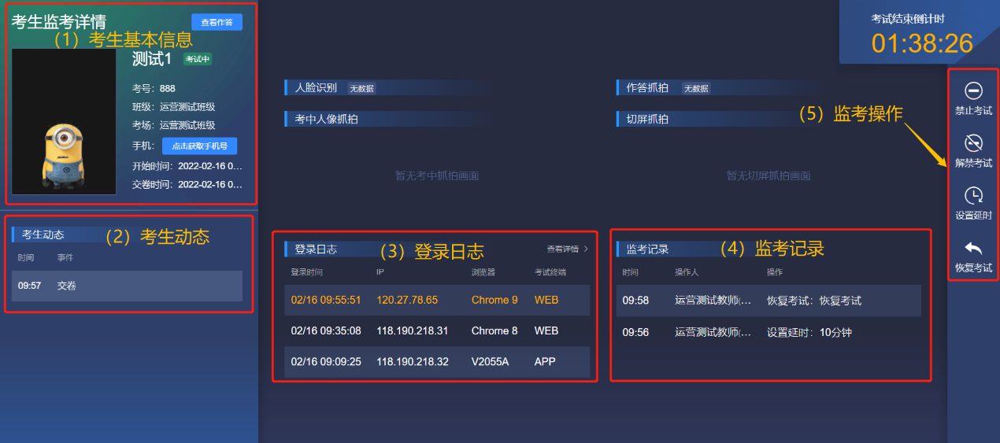 考生监考详情
查看作答
（1）考生基本信息
测试1 考试中
考号：888
班级：运营测试班级
考场：运营测试班级
手机：点击获取手机号
开始时间：2022-02-16 0...
交卷时间：2022-02-16 0...
考生动态
（2）考生动态
时间 事件
09:57 交卷
考试结束倒计时
01:38:26
人脸识别 无数据
作答抓拍 无数据
考中人像抓拍
切屏抓拍
暂无考中抓拍画面
暂无切屏抓拍画面
登录日志
（3）登录日志
查看详情 >
登录时间 IP 浏览器 考试终端
02/16 09:55:51 120.27.78.65 Chrome 9 WEB
02/16 09:35:08 118.190.218.31 Chrome 8 WEB
02/16 09:09:25 118.190.218.32 V2055A APP
监考记录
（4）监考记录
时间 操作人 操作
09:58 运营测试教师(... 恢复考试：恢复考试
09:56 运营测试教师(... 设置延时：10分钟
（5）监考操作
禁止考试
解禁考试
设置延时
恢复考试